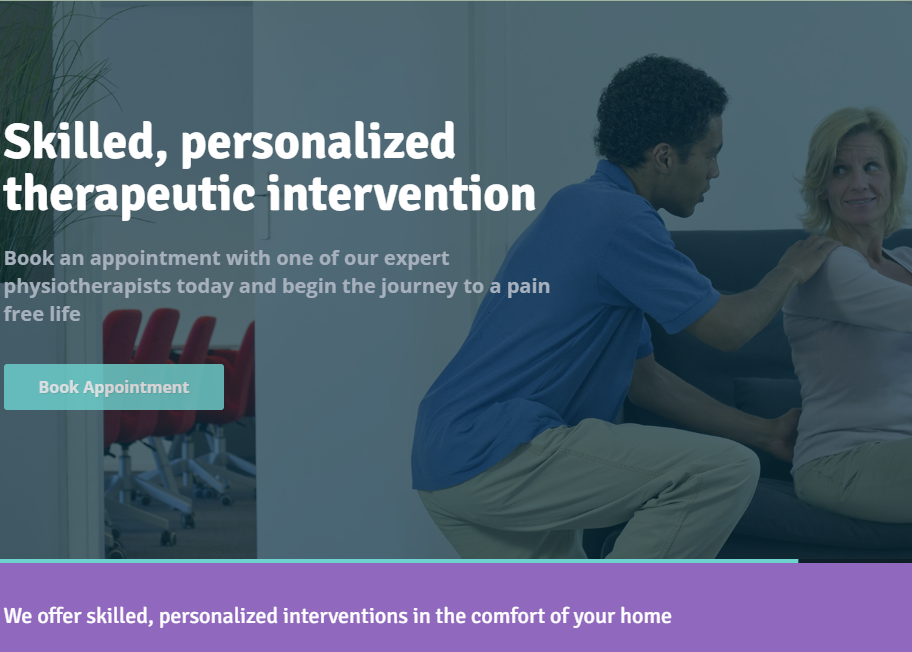 Skilled, personalized
therapeutic intervention
Book an appointment with one of our expert
physiotherapists today and begin the journey to a pain
free life
Book Appointment
We offer skilled, personalized interventions in the comfort of your home